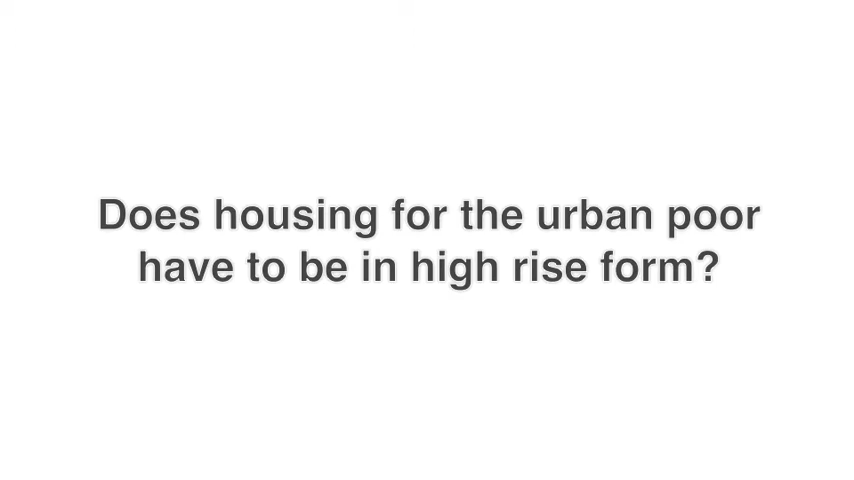 Does housing for the urban poor
have to be in high rise form?